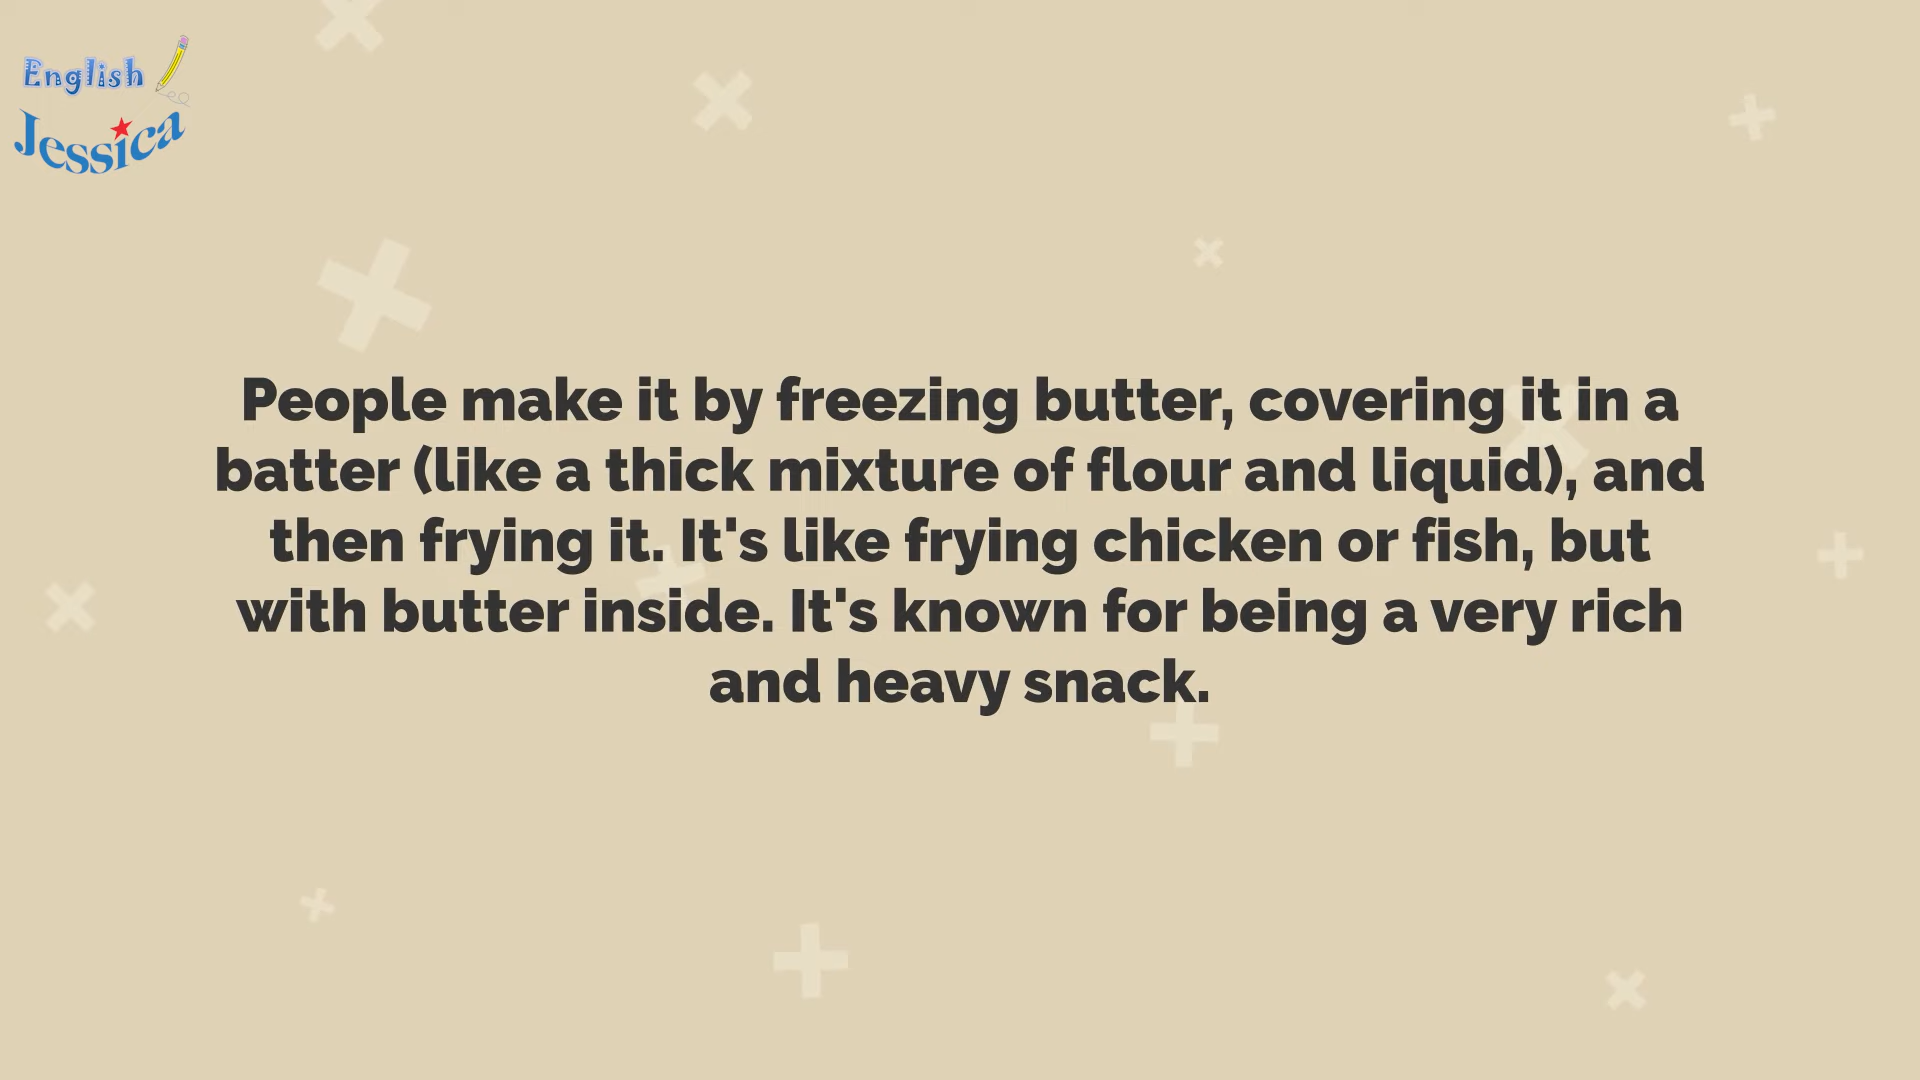 English
Jessica
People make it by freezing butter, covering it in a
batter (like a thick mixture of flour and liquid), and
then frying it. It's like frying chicken or fish, but
with butter inside. It's known for being a very rich
and heavy snack.